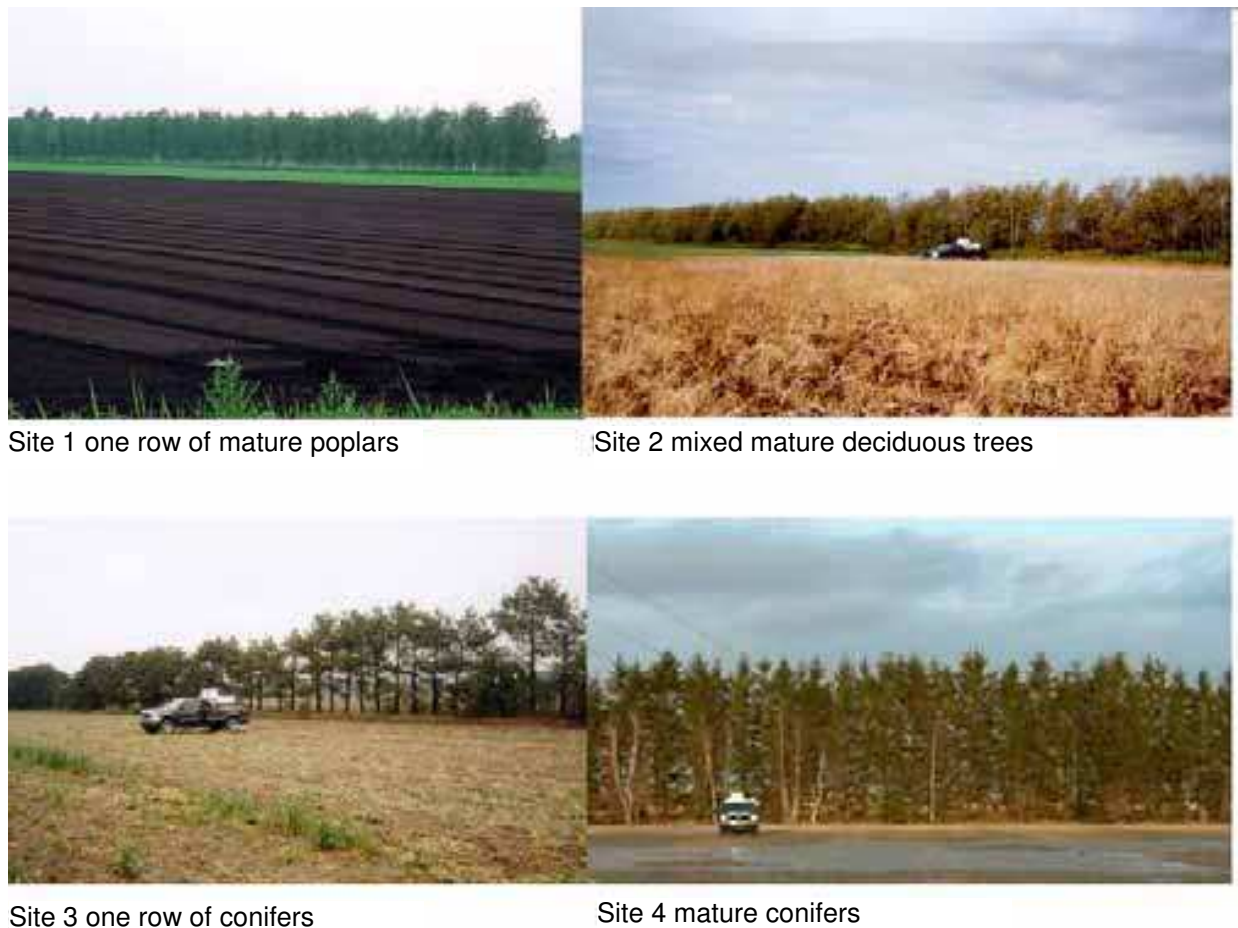 Site 1 one row of mature poplars
Site 2 mixed mature deciduous trees
Site 3 one row of conifers
Site 4 mature conifers